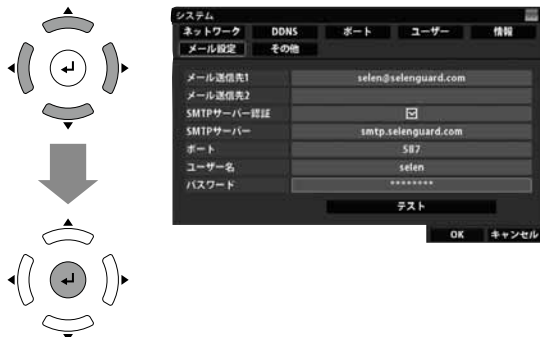 システム
ネットワーク DDNS ポート ユーザー 情報
メール設定 その他
メール送信先1 selen@selenguard.com
メール送信先2
SMTPサーバー認証
SMTPサーバー smtp.selenguard.com
ポート 587
ユーザー名 selen
パスワード ********
テスト
OK キャンセル